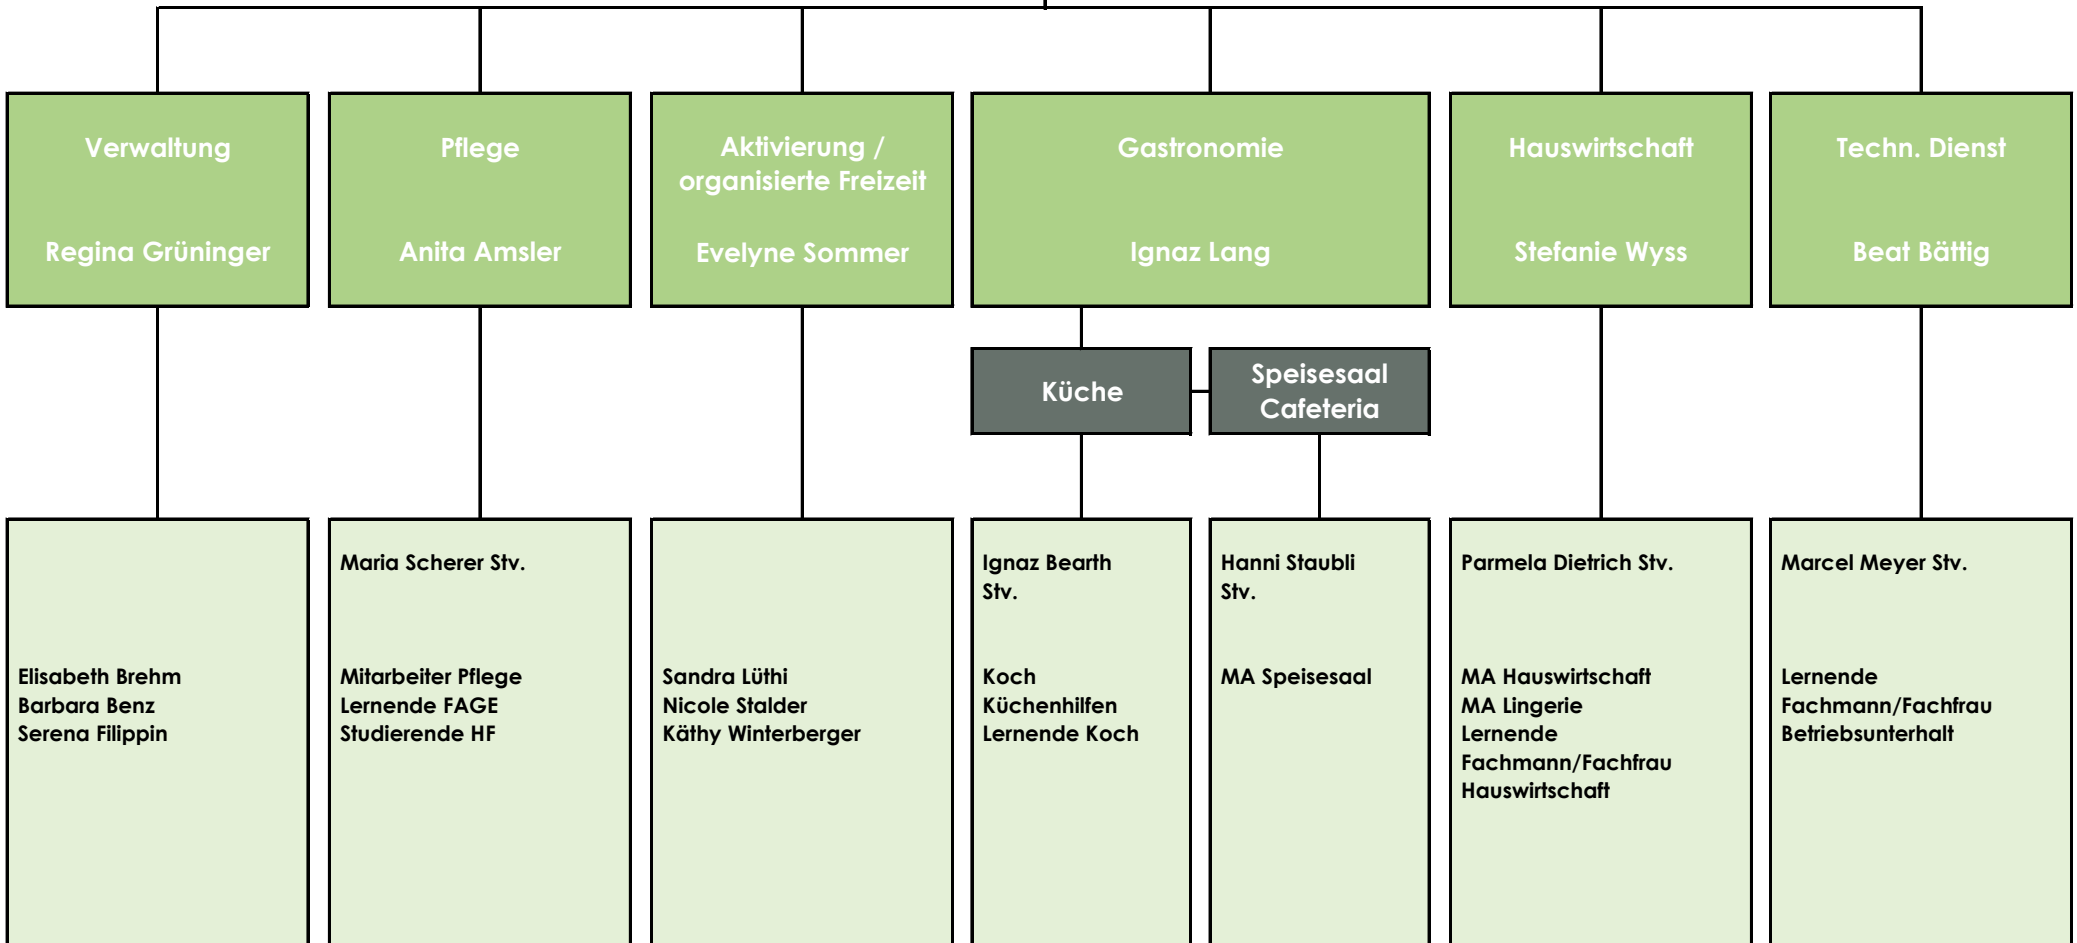 Verwaltung
Regina Grüninger
Pflege
Anita Amsler
Aktivierung /
organisierte Freizeit
Evelyne Sommer
Gastronomie
Ignaz Lang
Hauswirtschaft
Stefanie Wyss
Techn. Dienst
Beat Bättig
Küche
Speisesaal
Cafeteria
Elisabeth Brehm
Barbara Benz
Serena Filippin
Maria Scherer Stv.
Mitarbeiter Pflege
Lernende FAGE
Studierende HF
Sandra Lüthi
Nicole Stalder
Käthy Winterberger
Ignaz Bearth
Stv.
Koch
Küchenhilfen
Lernende Koch
Hanni Staubli
Stv.
MA Speisesaal
Parmela Dietrich Stv.
MA Hauswirtschaft
MA Lingerie
Lernende
Fachmann/Fachfrau
Hauswirtschaft
Marcel Meyer Stv.
Lernende
Fachmann/Fachfrau
Betriebsunterhalt